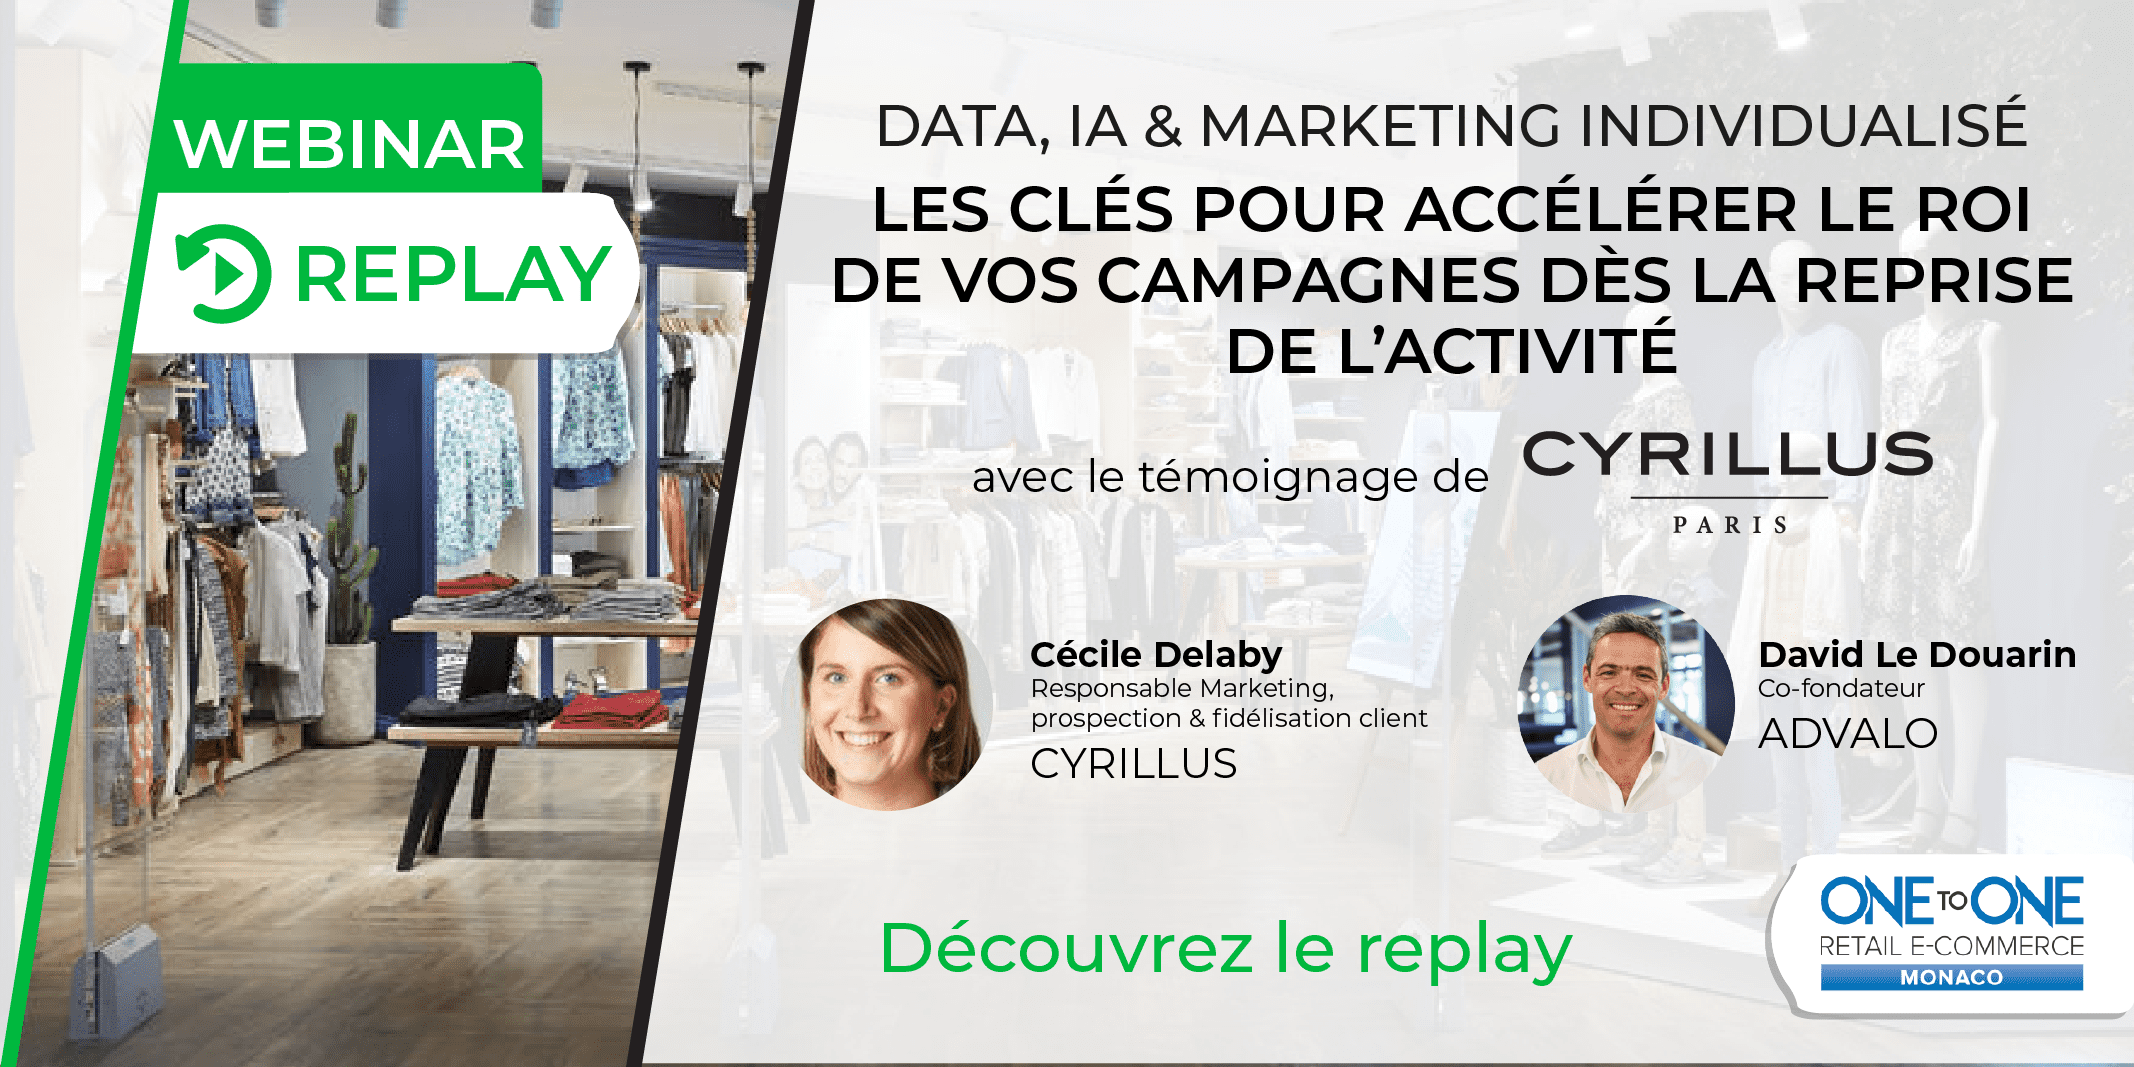 WEBINAR
REPLAY
DATA, IA & MARKETING INDIVIDUALISÉ
LES CLÉS POUR ACCÉLÉRER LE ROI
DE VOS CAMPAGNES DÈS LA REPRISE
DE L’ACTIVITÉ
avec le témoignage de
CYRILLUS
PARIS
Cécile Delaby
Responsable Marketing,
prospection & fidélisation client
CYRILLUS
David Le Douarin
Co-fondateur
ADVALO
Découvrez le replay
ONE TO ONE
RETAIL E-COMMERCE
MONACO